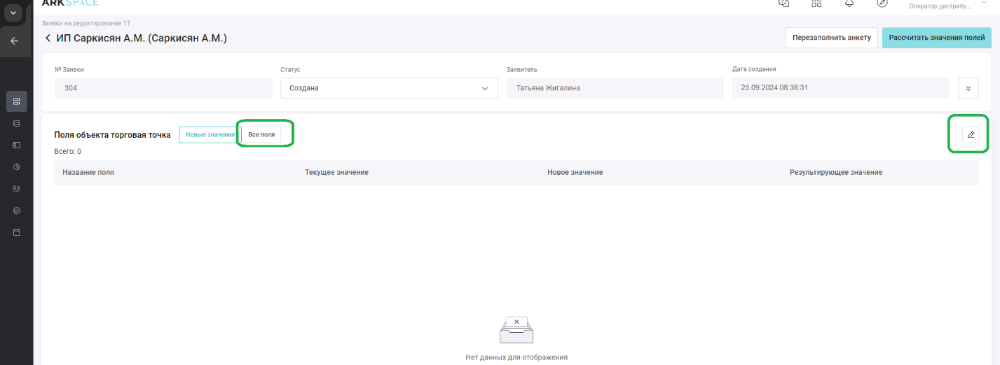 ARKSPACE
Оператор дистрибу...
Заявки на редактирование ТТ
ИП Саркисян А.М. (Саркисян А.М.)
Перезаполнить анкету
Рассчитать значения полей
№ Заявки
Статус
Заявитель
Дата создания
304
Создана
Татьяна Жигалина
25.09.2024 08:38:31
Поля объекта торговая точка
Новые значения
Все поля
Всего: 0
Название поля
Текущее значение
Новое значение
Результирующее значение
Нет данных для отображения